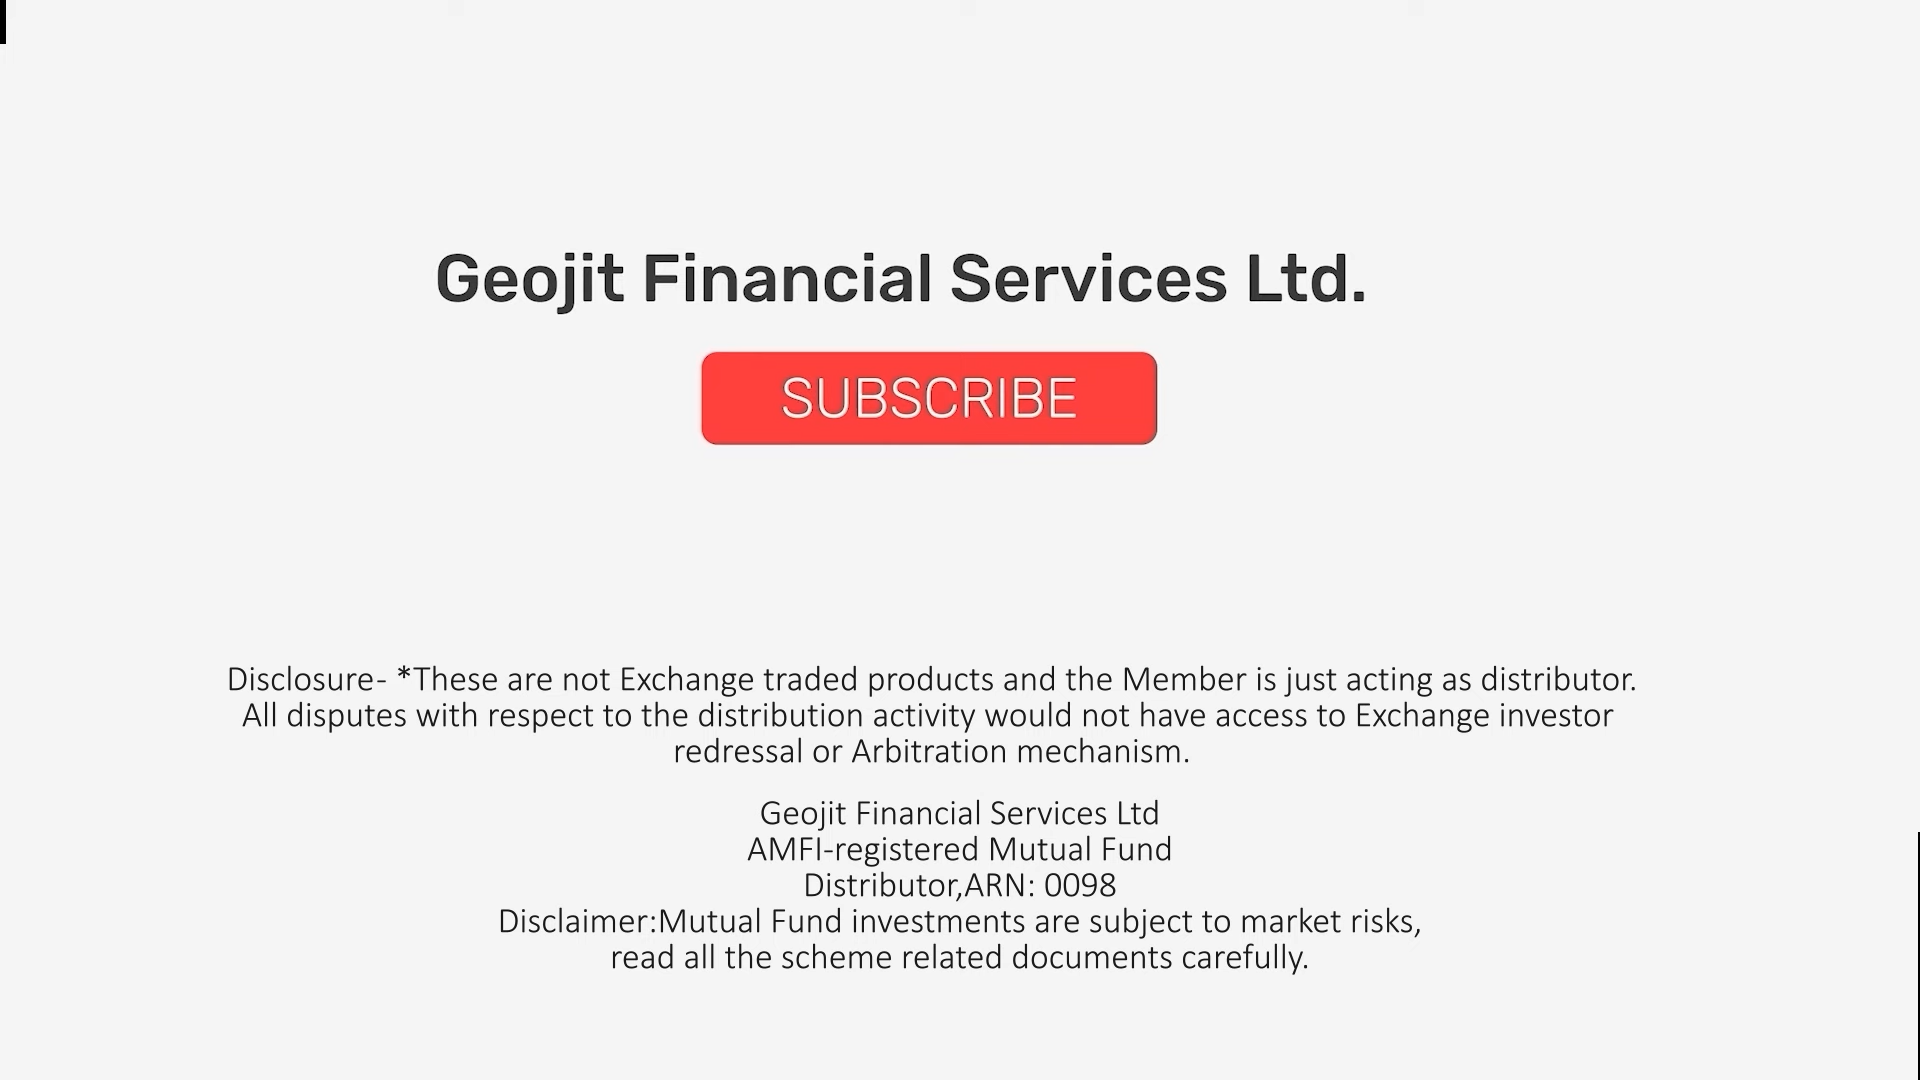 Geojit Financial Services Ltd.
SUBSCRIBE
Disclosure- *These are not Exchange traded products and the Member is just acting as distributor.
All disputes with respect to the distribution activity would not have access to Exchange investor
redressal or Arbitration mechanism.
Geojit Financial Services Ltd
AMFI-registered Mutual Fund
Distributor,ARN: 0098
Disclaimer:Mutual Fund investments are subject to market risks,
read all the scheme related documents carefully.